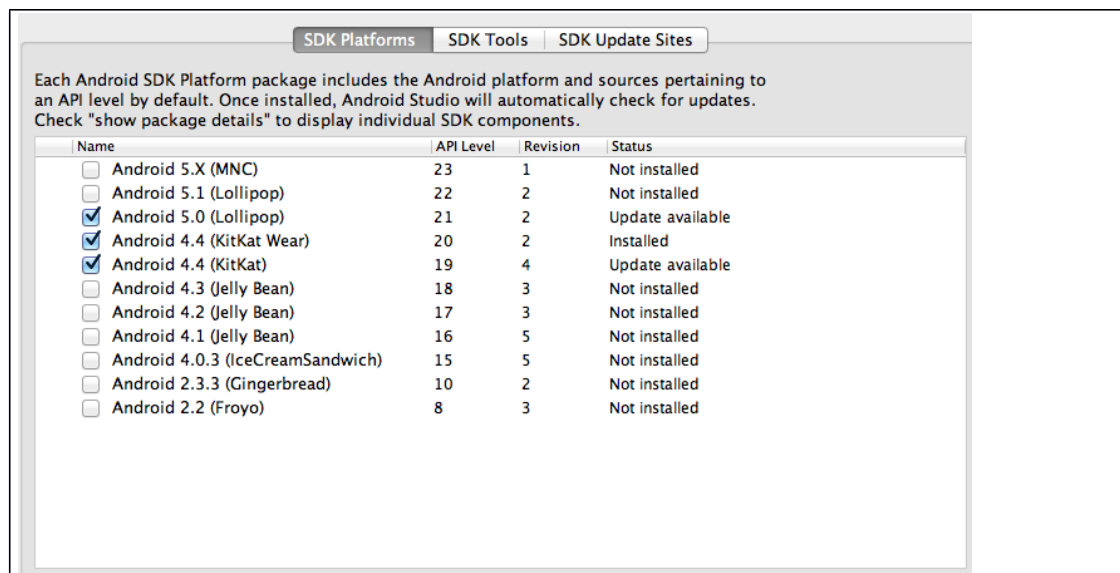 SDK Platforms SDK Tools SDK Update Sites
Each Android SDK Platform package includes the Android platform and sources pertaining to
an API level by default. Once installed, Android Studio will automatically check for updates.
Check "show package details" to display individual SDK components.
Name API Level Revision Status
Android 5.X (MNC) 23 1 Not installed
Android 5.1 (Lollipop) 22 2 Not installed
Android 5.0 (Lollipop) 21 2 Update available
Android 4.4 (KitKat Wear) 20 2 Installed
Android 4.4 (KitKat) 19 4 Update available
Android 4.3 (Jelly Bean) 18 3 Not installed
Android 4.2 (Jelly Bean) 17 3 Not installed
Android 4.1 (Jelly Bean) 16 5 Not installed
Android 4.0.3 (IceCreamSandwich) 15 5 Not installed
Android 2.3.3 (Gingerbread) 10 2 Not installed
Android 2.2 (Froyo) 8 3 Not installed